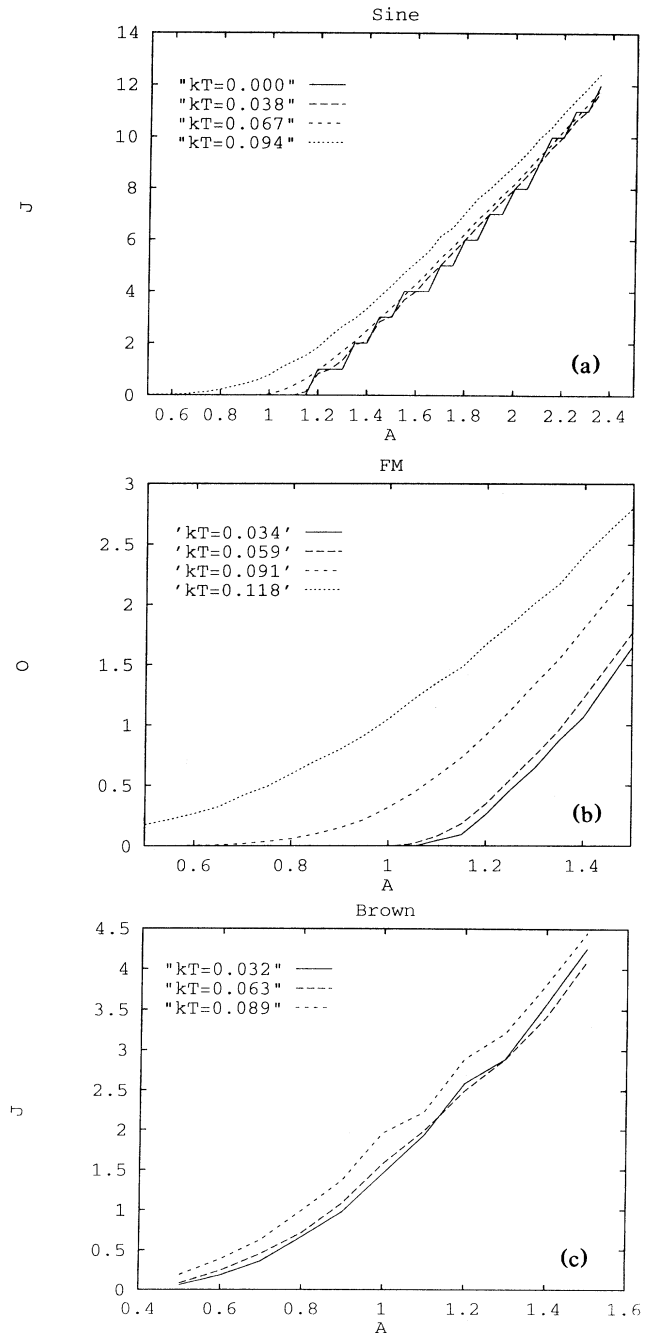 Sine
14
12
10
8
6
4
2
0
J
"kT=0.000"
"kT=0.038"
"kT=0.067"
"kT=0.094"
(a)
0.6 0.8 1 1.2 1.4 1.6 1.8 2 2.2 2.4
A
FM
3
2.5
2
1.5
1
0.5
0
O
'kT=0.034'
'kT=0.059'
'kT=0.091'
'kT=0.118'
(b)
0.6 0.8 1 1.2 1.4
A
Brown
4.5
4
3.5
3
2.5
2
1.5
1
0.5
0
J
"kT=0.032"
"kT=0.063"
"kT=0.089"
(c)
0.4 0.6 0.8 1 1.2 1.4 1.6
A